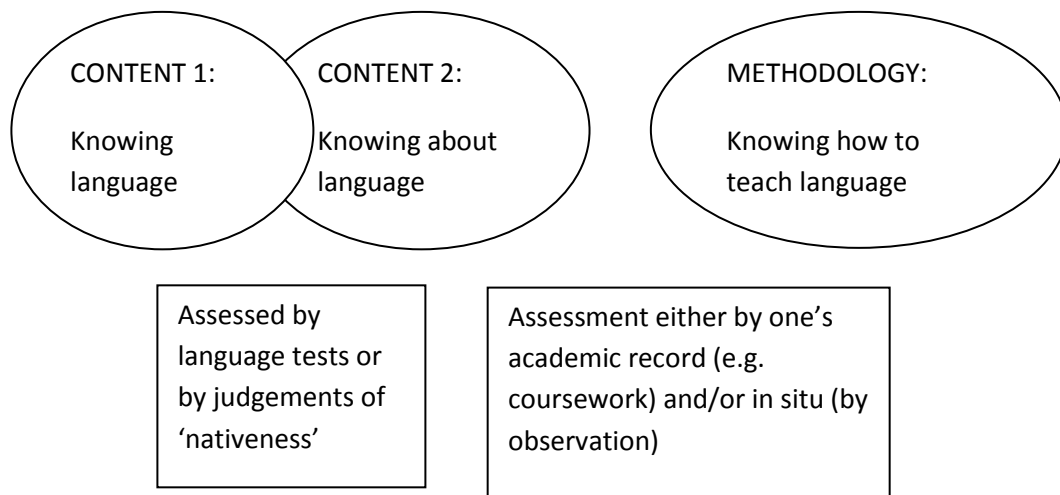 CONTENT 1:
Knowing
language
CONTENT 2:
Knowing about
language
METHODOLOGY:
Knowing how to
teach language
Assessed by
language tests or
by judgements of
‘nativeness’
Assessment either by one’s
academic record (e.g.
coursework) and/or in situ (by
observation)